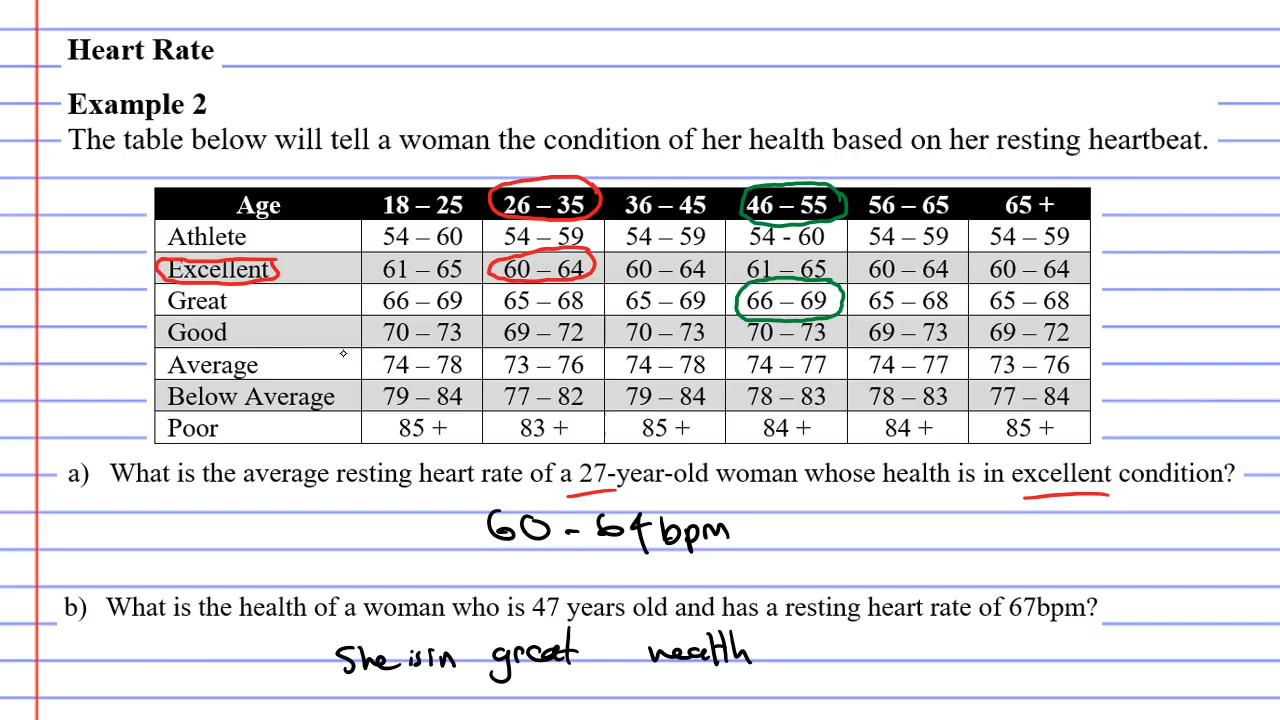 Heart Rate
Example 2
The table below will tell a woman the condition of her health based on her resting heartbeat.
Age 18 – 25 26 – 35 36 – 45 46 – 55 56 – 65 65 +
Athlete 54 – 60 54 – 59 54 – 59 54 - 60 54 – 59 54 – 59
Excellent 61 – 65 60 – 64 60 – 64 61 – 65 60 – 64 60 – 64
Great 66 – 69 65 – 68 65 – 69 66 – 69 65 – 68 65 – 68
Good 70 – 73 69 – 72 70 – 73 70 – 73 69 – 73 69 – 72
Average 74 – 78 73 – 76 74 – 78 74 – 77 74 – 77 73 – 76
Below Average 79 – 84 77 – 82 79 – 84 78 – 83 78 – 83 77 – 84
Poor 85 + 83 + 85 + 84 + 84 + 85 +
a) What is the average resting heart rate of a 27-year-old woman whose health is in excellent condition?
60 - 64 bpm
b) What is the health of a woman who is 47 years old and has a resting heart rate of 67bpm?
She is in great health